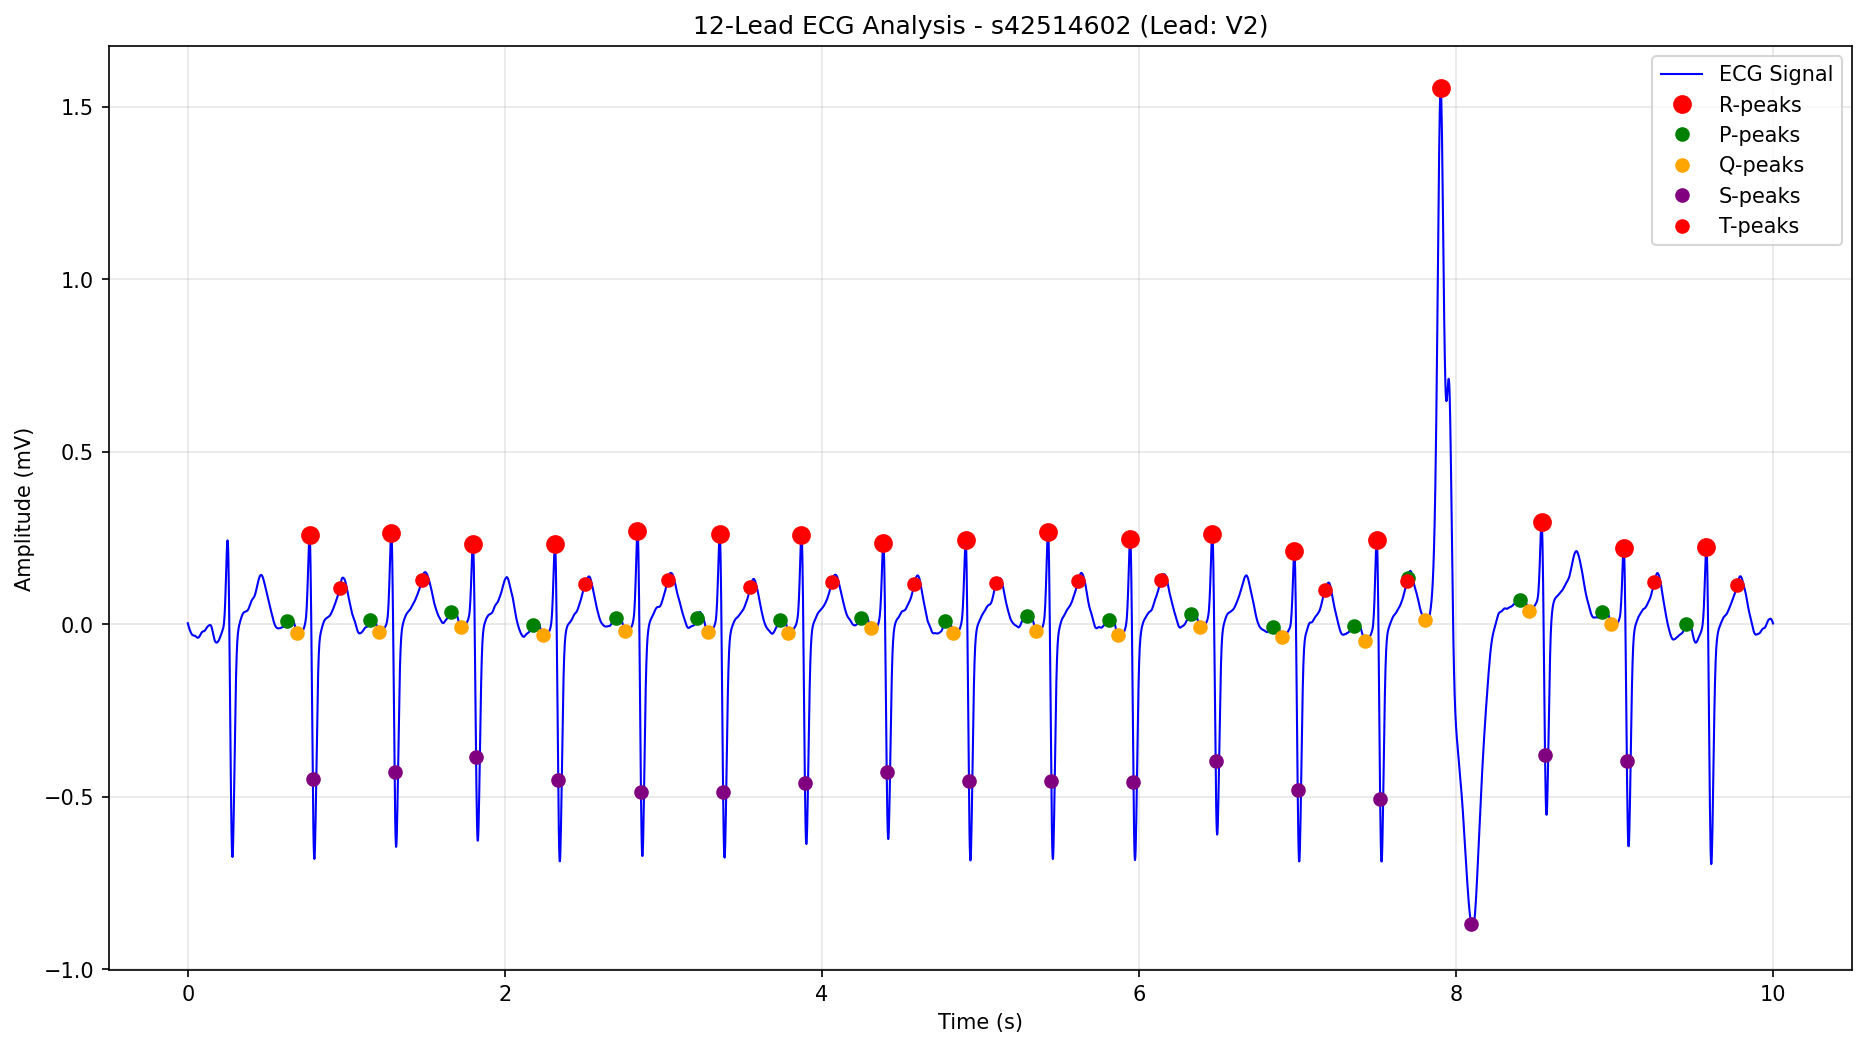 12-Lead ECG Analysis - s42514602 (Lead: V2)
ECG Signal
R-peaks
P-peaks
Q-peaks
S-peaks
T-peaks
Amplitude (mV)
1.5
1.0
0.5
0.0
−0.5
−1.0
0 2 4 6 8 10
Time (s)